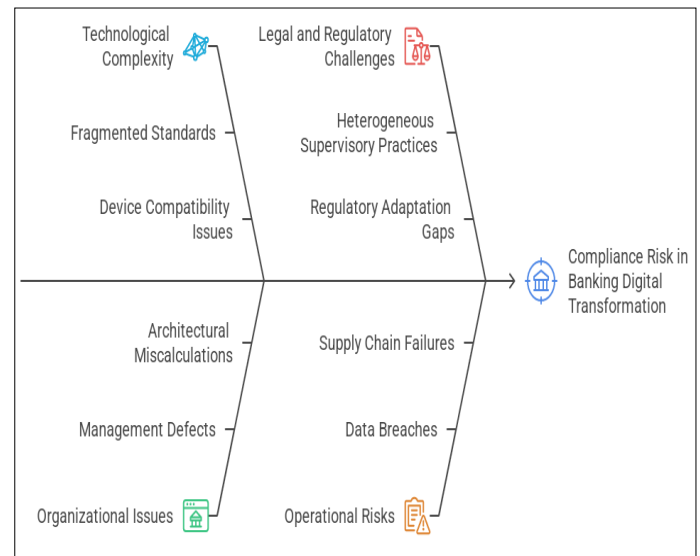 Technological
Complexity
Legal and Regulatory
Challenges
Fragmented Standards
Heterogeneous
Supervisory Practices
Device Compatibility
Issues
Regulatory Adaptation
Gaps
Compliance Risk in
Banking Digital
Transformation
Architectural
Miscalculations
Supply Chain Failures
Management Defects
Data Breaches
Organizational Issues
Operational Risks